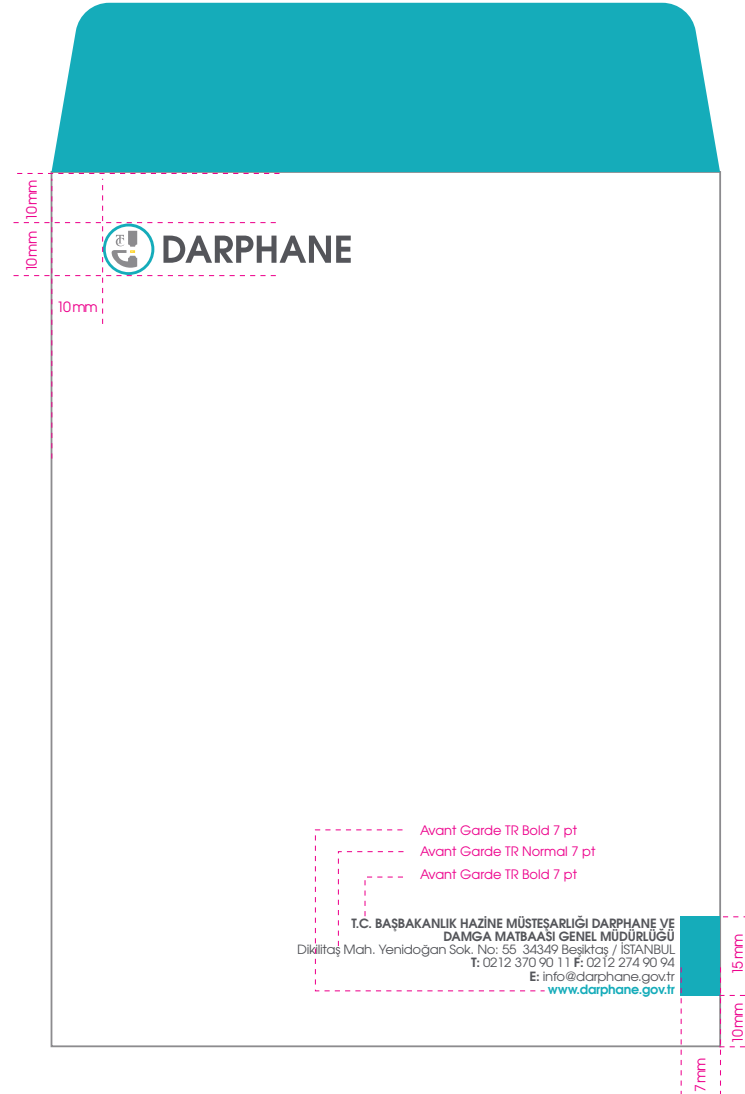 10mm
10mm
DARPHANE
10mm
Avant Garde TR Bold 7 pt
Avant Garde TR Normal 7 pt
Avant Garde TR Bold 7 pt
T.C. BAŞBAKANLIK HAZİNE MÜSTEŞARLIĞI DARPHANE VE
DAMGA MATBAASI GENEL MÜDÜRLÜĞÜ
Dikilitaş Mah. Yenidoğan Sok. No: 55 34349 Beşiktaş / İSTANBUL
T: 0212 370 90 11 F: 0212 274 90 94
E: info@darphane.gov.tr
www.darphane.gov.tr
15mm
10mm
7mm